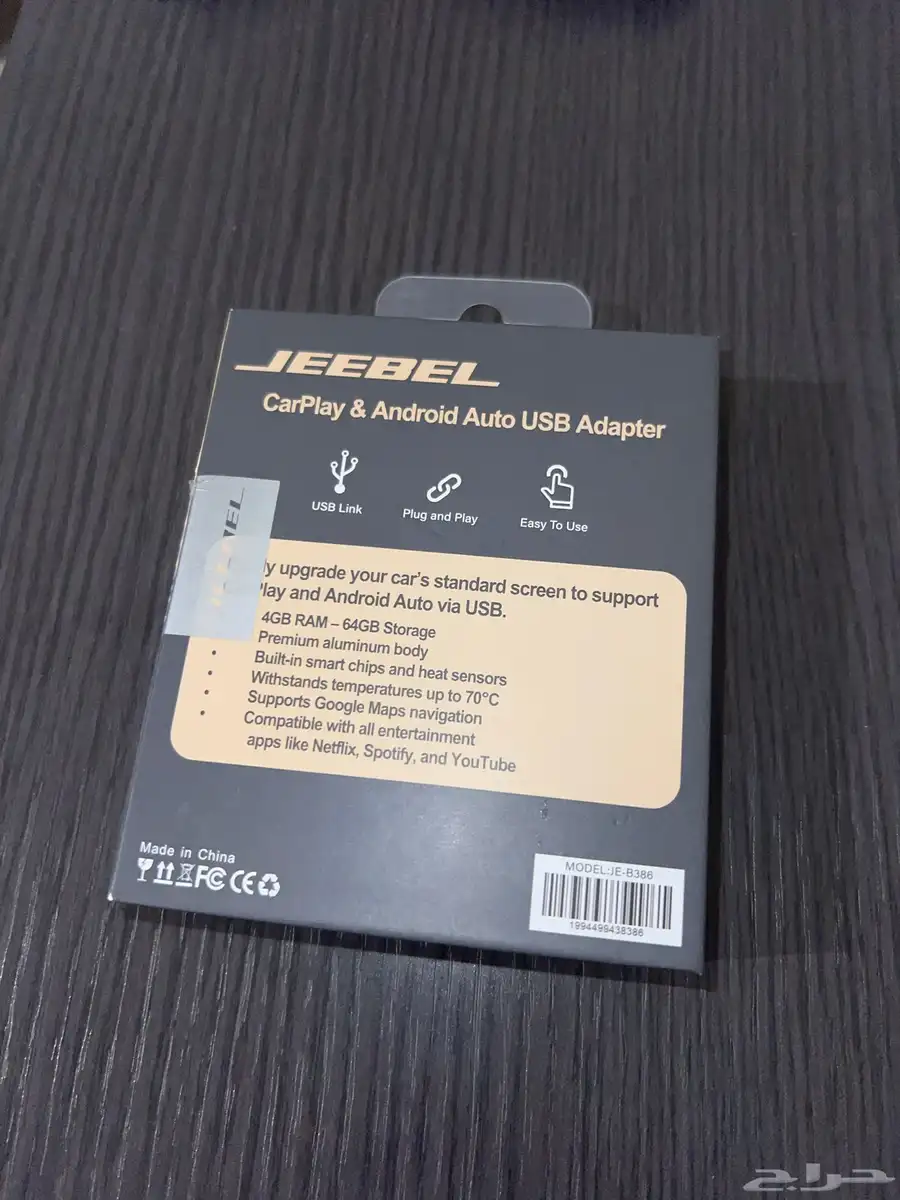 JEEBEL
CarPlay & Android Auto USB Adapter
USB Link
Plug and Play
Easy To Use
upgrade your car's standard screen to support
and Android Auto via USB.
4GB RAM – 64GB Storage
Premium aluminum body
• Built-in smart chips and heat sensors
• Withstands temperatures up to 70°C
• Supports Google Maps navigation
• Compatible with all entertainment
apps like Netflix, Spotify, and YouTube
Made in China
FC CE
MODEL:JE-B386
1994499438386
حراج